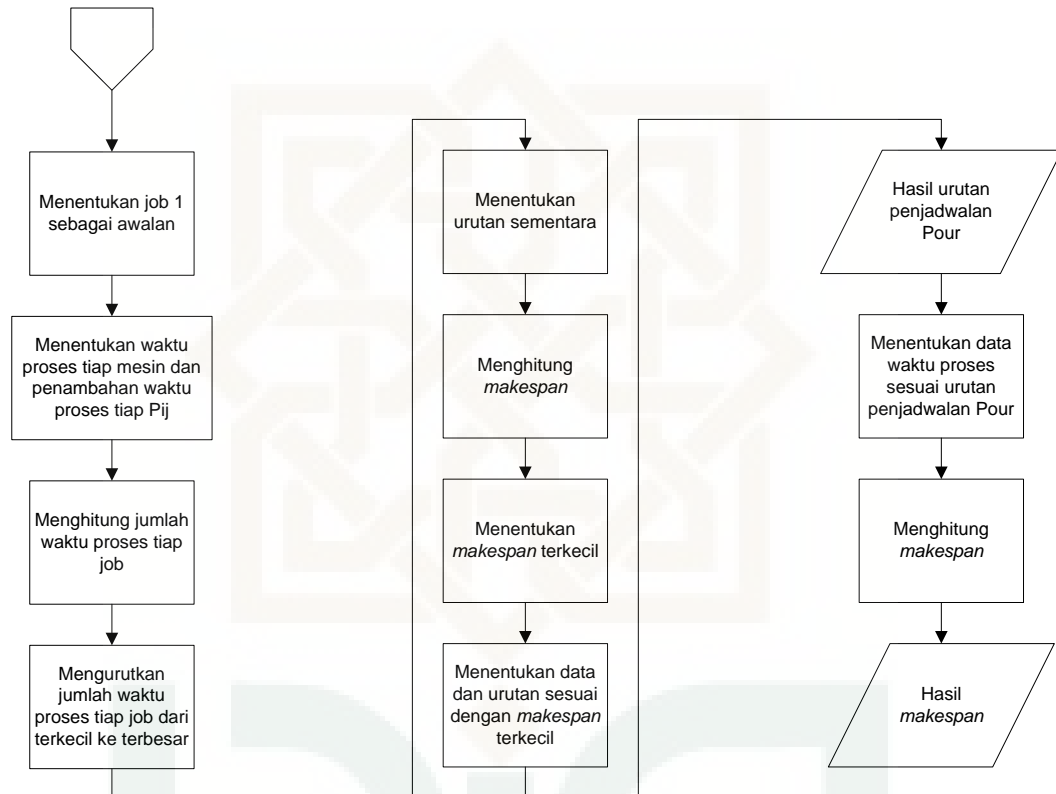 Menentukan job 1
sebagai awalan
Menentukan waktu
proses tiap mesin dan
penambahan waktu
proses tiap Pij
Menghitung jumlah
waktu proses tiap
job
Mengurutkan
jumlah waktu
proses tiap job dari
terkecil ke terbesar
Menentukan
urutan sementara
Menghitung
makespan
Menentukan
makespan terkecil
Menentukan data
dan urutan sesuai
dengan makespan
terkecil
Hasil urutan
penjadwalan
Pour
Menentukan data
waktu proses
sesuai urutan
penjadwalan Pour
Menghitung
makespan
Hasil
makespan